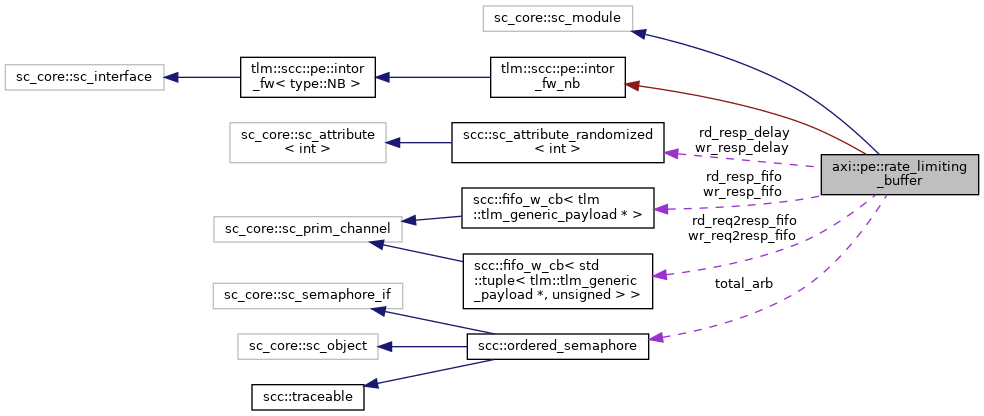 sc_core::sc_module
sc_core::sc_interface
tlm::scc::pe::intor
_fw< type::NB >
tlm::scc::pe::intor
_fw_nb
sc_core::sc_attribute
< int >
scc::sc_attribute_randomized
< int >
rd_resp_delay
wr_resp_delay
axi::pe::rate_limiting
_buffer
scc::fifo_w_cb< tlm
::tlm_generic_payload * >
rd_resp_fifo
wr_resp_fifo
sc_core::sc_prim_channel
rd_req2resp_fifo
wr_req2resp_fifo
scc::fifo_w_cb< std
::tuple< tlm::tlm_generic
_payload *, unsigned > >
total_arb
sc_core::sc_semaphore_if
sc_core::sc_object
scc::ordered_semaphore
scc::traceable